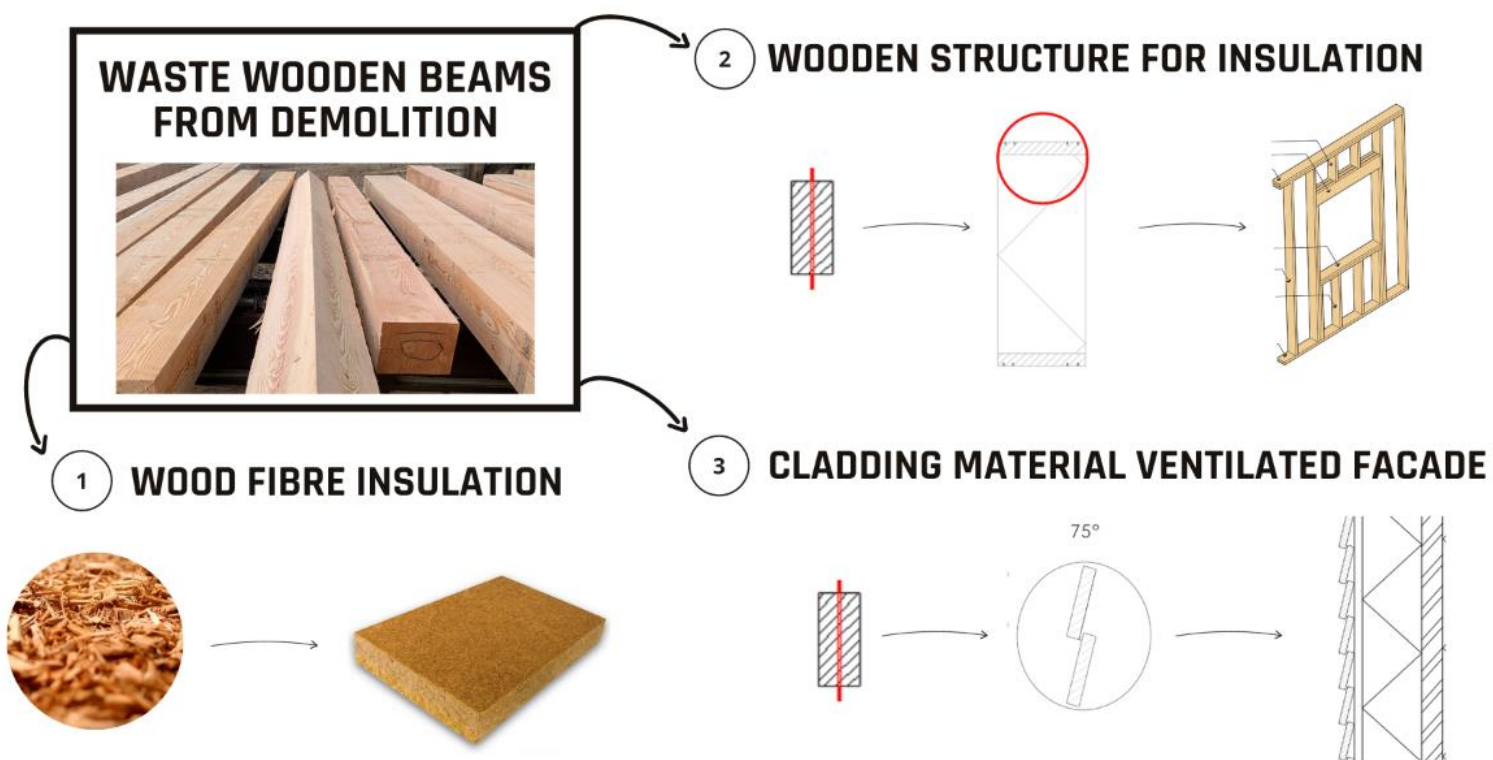 WASTE WOODEN BEAMS
FROM DEMOLITION
2
WOODEN STRUCTURE FOR INSULATION
1
WOOD FIBRE INSULATION
3
CLADDING MATERIAL VENTILATED FACADE
75°